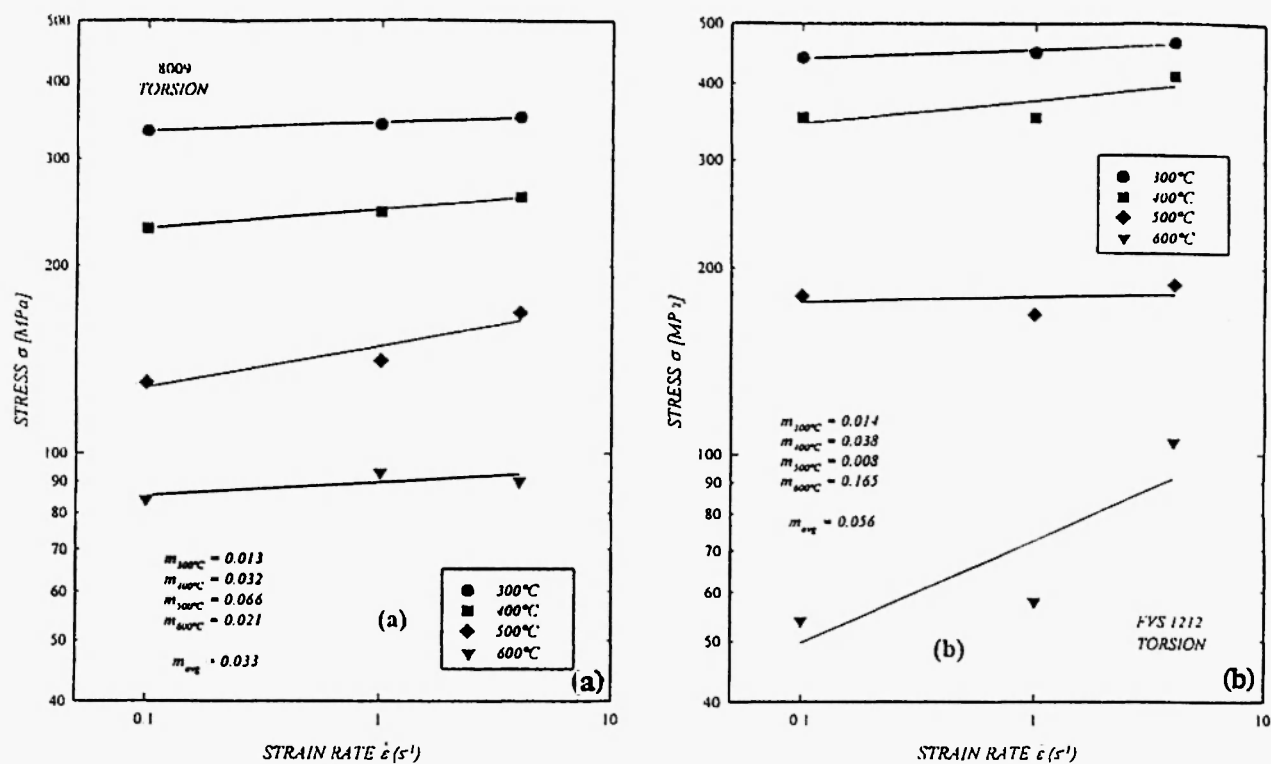 500
400
300
200
100
90
80
70
60
50
40
STRESS σ [MPa]
8009
TORSION
m300°C = 0.013
m400°C = 0.032
m500°C = 0.066
m600°C = 0.021
mavg = 0.033
(a)
300°C
400°C
500°C
600°C
(a)
0.1
1
10
STRAIN RATE ε̇ (s⁻¹)
500
400
300
200
100
90
80
70
60
50
40
STRESS σ [MPa]
300°C
400°C
500°C
600°C
m300°C = 0.014
m400°C = 0.038
m500°C = 0.008
m600°C = 0.165
mavg = 0.056
(b)
FVS 1212
TORSION
(b)
0.1
1
10
STRAIN RATE ε̇ (s⁻¹)